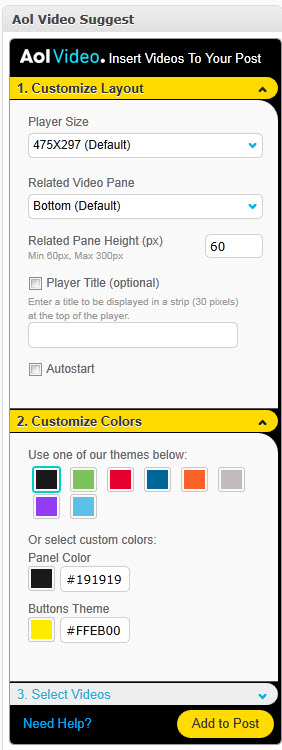 Aol Video Suggest
Aol Video. Insert Videos To Your Post
1. Customize Layout
Player Size
475X297 (Default)
Related Video Pane
Bottom (Default)
Related Pane Height (px)
Min 60px, Max 300px
60
Player Title (optional)
Enter a title to be displayed in a strip (30 pixels)
at the top of the player.
Autostart
2. Customize Colors
Use one of our themes below:
Or select custom colors:
Panel Color
#191919
Buttons Theme
#FFEB00
3. Select Videos
Need Help?
Add to Post